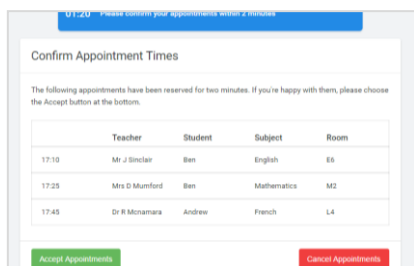 01:20 Please confirm your appointments within 2 minutes
Confirm Appointment Times
The following appointments have been reserved for two minutes. If you're happy with them, please choose
the Accept button at the bottom.
Teacher Student Subject Room
17:10 Mr J Sinclair Ben English E6
17:25 Mrs D Mumford Ben Mathematics M2
17:45 Dr R Mcnamara Andrew French L4
Accept Appointments Cancel Appointments